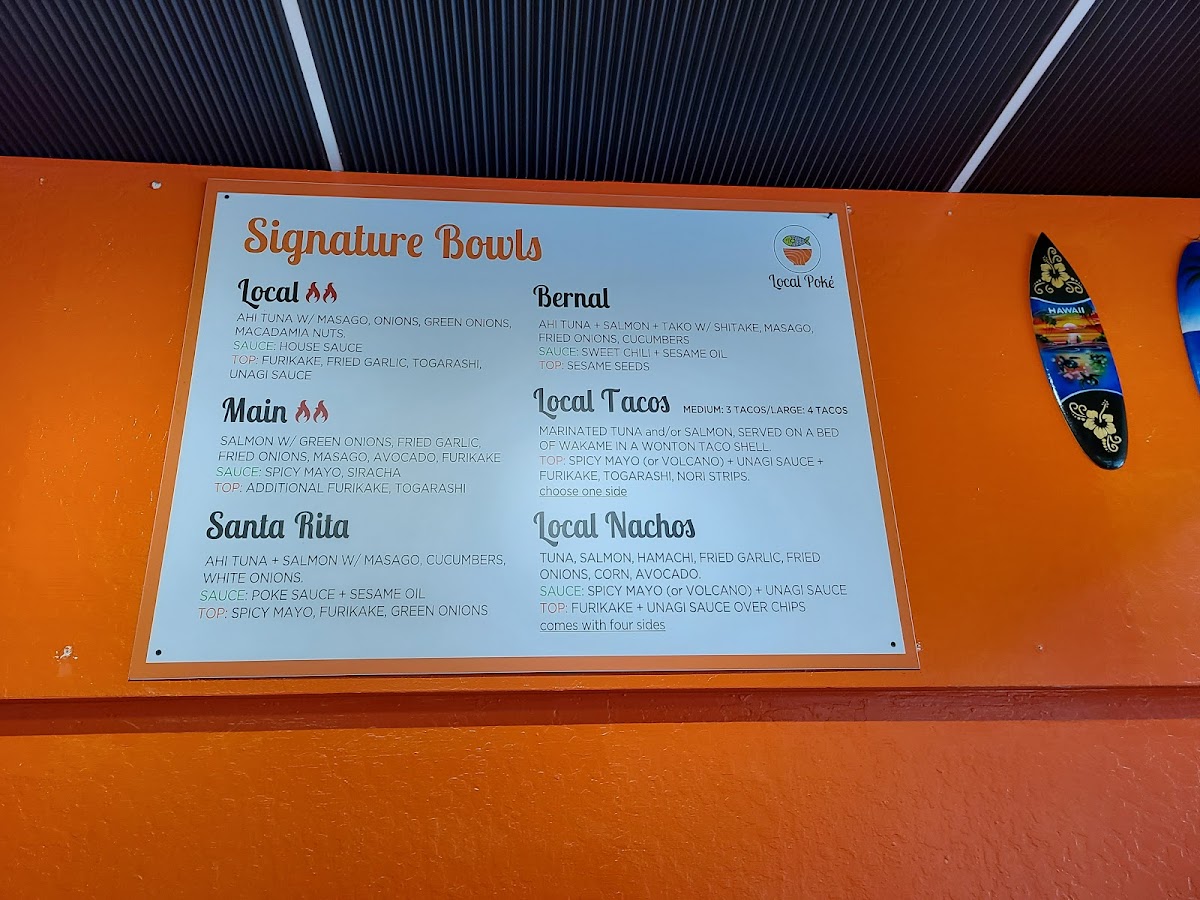 Signature Bowls
Local Poké
Local
AHI TUNA W/ MASAGO, ONIONS, GREEN ONIONS,
MACADAMIA NUTS.
SAUCE: HOUSE SAUCE
TOP: FURIKAKE, FRIED GARLIC, TOGARASHI,
UNAGI SAUCE
Main
SALMON W/ GREEN ONIONS, FRIED GARLIC,
FRIED ONIONS, MASAGO, AVOCADO, FURIKAKE
SAUCE: SPICY MAYO, SIRACHA
TOP: ADDITIONAL FURIKAKE, TOGARASHI
Santa Rita
AHI TUNA + SALMON W/ MASAGO, CUCUMBERS,
WHITE ONIONS.
SAUCE: POKE SAUCE + SESAME OIL
TOP: SPICY MAYO, FURIKAKE, GREEN ONIONS
Bernal
AHI TUNA + SALMON + TAKO W/ SHITAKE, MASAGO,
FRIED ONIONS, CUCUMBERS
SAUCE: SWEET CHILI + SESAME OIL
TOP: SESAME SEEDS
Local Tacos MEDIUM: 3 TACOS/LARGE: 4 TACOS
MARINATED TUNA and/or SALMON, SERVED ON A BED
OF WAKAME IN A WONTON TACO SHELL.
TOP: SPICY MAYO (or VOLCANO) + UNAGI SAUCE +
FURIKAKE, TOGARASHI, NORI STRIPS.
choose one side
Local Nachos
TUNA, SALMON, HAMACHI, FRIED GARLIC, FRIED
ONIONS, CORN, AVOCADO.
SAUCE: SPICY MAYO (or VOLCANO) + UNAGI SAUCE
TOP: FURIKAKE + UNAGI SAUCE OVER CHIPS
comes with four sides
HAWAII